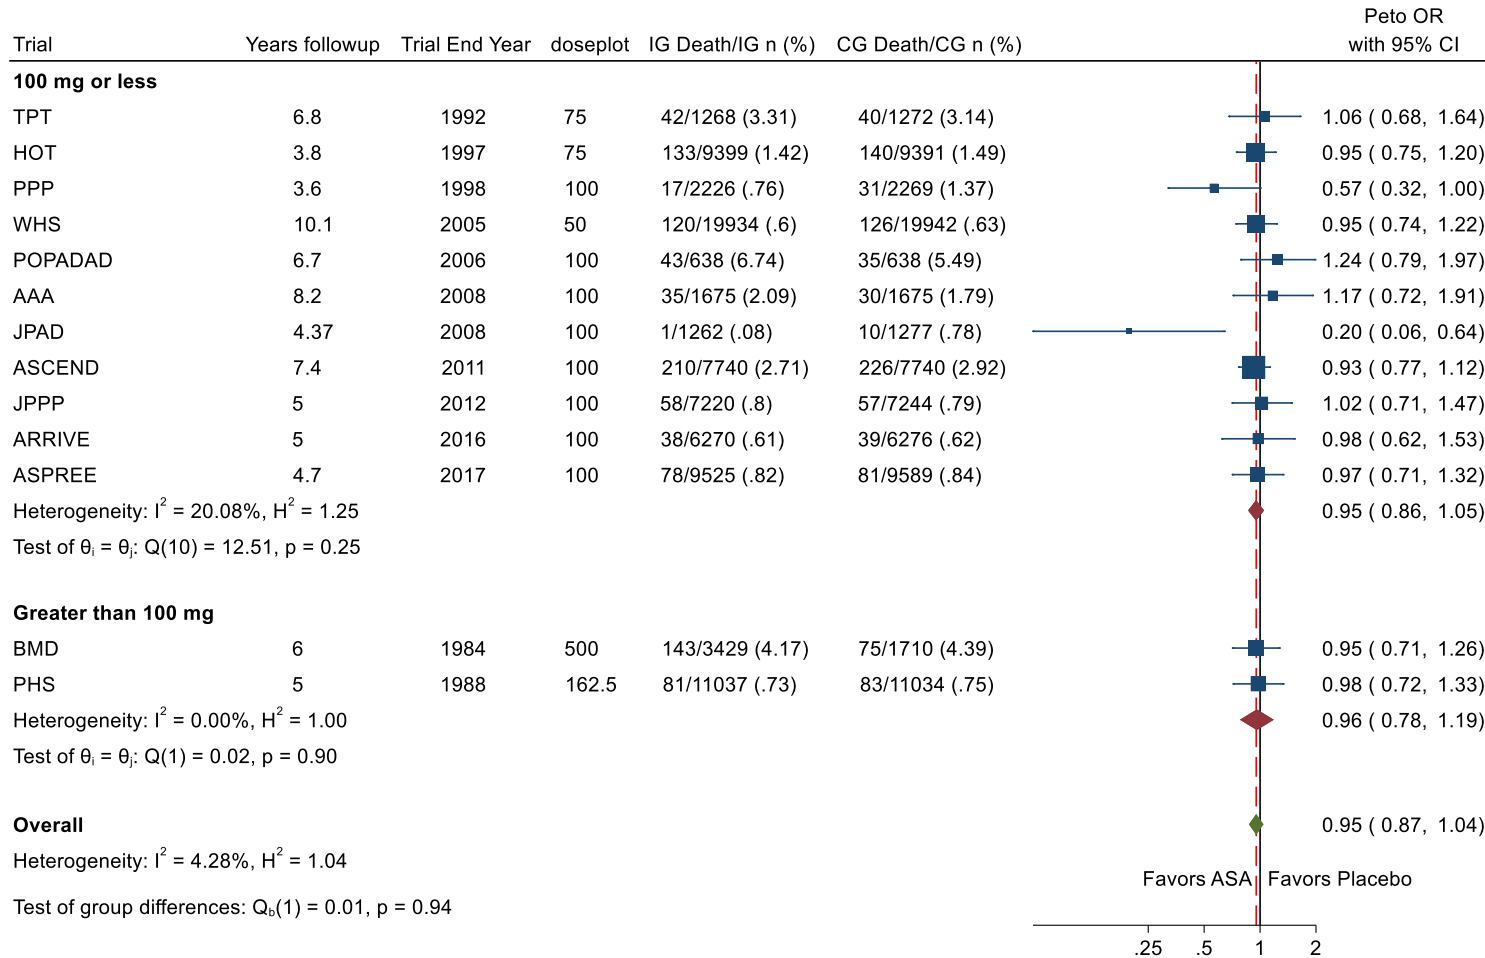 Peto OR
Trial Years followup Trial End Year doseplot IG Death/IG n (%) CG Death/CG n (%) with 95% CI
100 mg or less
TPT 6.8 1992 75 42/1268 (3.31) 40/1272 (3.14) 1.06 ( 0.68, 1.64)
HOT 3.8 1997 75 133/9399 (1.42) 140/9391 (1.49) 0.95 ( 0.75, 1.20)
PPP 3.6 1998 100 17/2226 (.76) 31/2269 (1.37) 0.57 ( 0.32, 1.00)
WHS 10.1 2005 50 120/19934 (.6) 126/19942 (.63) 0.95 ( 0.74, 1.22)
POPADAD 6.7 2006 100 43/638 (6.74) 35/638 (5.49) 1.24 ( 0.79, 1.97)
AAA 8.2 2008 100 35/1675 (2.09) 30/1675 (1.79) 1.17 ( 0.72, 1.91)
JPAD 4.37 2008 100 1/1262 (.08) 10/1277 (.78) 0.20 ( 0.06, 0.64)
ASCEND 7.4 2011 100 210/7740 (2.71) 226/7740 (2.92) 0.93 ( 0.77, 1.12)
JPPP 5 2012 100 58/7220 (.8) 57/7244 (.79) 1.02 ( 0.71, 1.47)
ARRIVE 5 2016 100 38/6270 (.61) 39/6276 (.62) 0.98 ( 0.62, 1.53)
ASPREE 4.7 2017 100 78/9525 (.82) 81/9589 (.84) 0.97 ( 0.71, 1.32)
Heterogeneity: I² = 20.08%, H² = 1.25 0.95 ( 0.86, 1.05)
Test of θᵢ = θⱼ: Q(10) = 12.51, p = 0.25
Greater than 100 mg
BMD 6 1984 500 143/3429 (4.17) 75/1710 (4.39) 0.95 ( 0.71, 1.26)
PHS 5 1988 162.5 81/11037 (.73) 83/11034 (.75) 0.98 ( 0.72, 1.33)
Heterogeneity: I² = 0.00%, H² = 1.00 0.96 ( 0.78, 1.19)
Test of θᵢ = θⱼ: Q(1) = 0.02, p = 0.90
Overall 0.95 ( 0.87, 1.04)
Heterogeneity: I² = 4.28%, H² = 1.04
Favors ASA Favors Placebo
Test of group differences: Q_b(1) = 0.01, p = 0.94
.25 .5 1 2